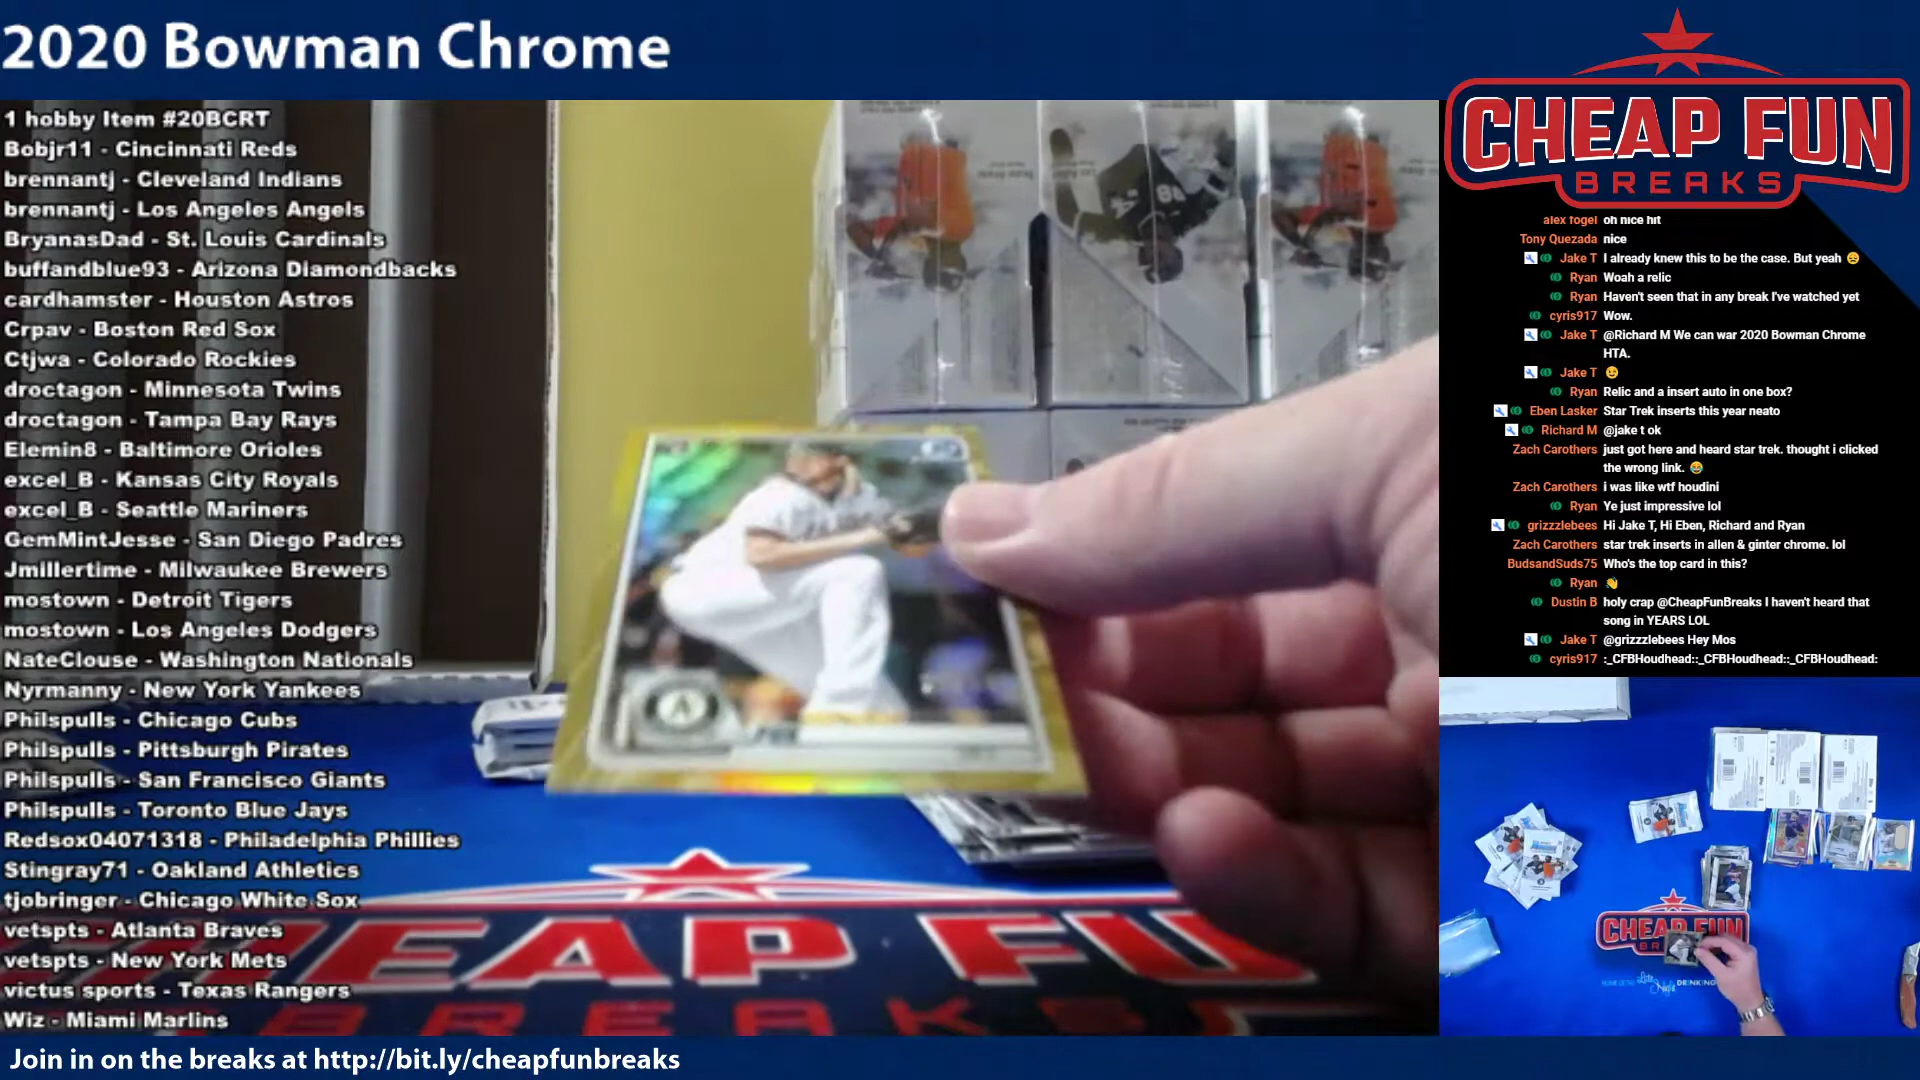 2020 Bowman Chrome
1 hobby Item #20BCRT
Bobjr11 - Cincinnati Reds
brennantj - Cleveland Indians
brennantj - Los Angeles Angels
BryanasDad - St. Louis Cardinals
buffandblue93 - Arizona Diamondbacks
cardhamster - Houston Astros
Crpav - Boston Red Sox
Ctjwa - Colorado Rockies
droctagon - Minnesota Twins
droctagon - Tampa Bay Rays
Elemin8 - Baltimore Orioles
excel_B - Kansas City Royals
excel_B - Seattle Mariners
GemMintJesse - San Diego Padres
Jmillertime - Milwaukee Brewers
mostown - Detroit Tigers
mostown - Los Angeles Dodgers
NateClouse - Washington Nationals
Nyrmanny - New York Yankees
Philspulls - Chicago Cubs
Philspulls - Pittsburgh Pirates
Philspulls - San Francisco Giants
Philspulls - Toronto Blue Jays
Redsox04071318 - Philadelphia Phillies
Stingray71 - Oakland Athletics
tjobringer - Chicago White Sox
vetspts - Atlanta Braves
vetspts - New York Mets
victus sports - Texas Rangers
Wiz - Miami Marlins
Join in on the breaks at http://bit.ly/cheapfunbreaks
EAP FU
BREAKS
CHEAP FUN
BREAKS
alex fogel oh nice hit
Tony Quezada nice
Jake T I already knew this to be the case. But yeah 😥
Ryan Woah a relic
Ryan Haven't seen that in any break I've watched yet
cyris917 Wow.
Jake T @Richard M We can war 2020 Bowman Chrome
HTA.
Jake T 😉
Ryan Relic and a insert auto in one box?
Eben Lasker Star Trek inserts this year neato
Richard M @jake t ok
Zach Carothers just got here and heard star trek. thought i clicked
the wrong link. 😂
Zach Carothers i was like wtf houdini
Ryan Ye just impressive lol
grizzzlebees Hi Jake T, Hi Eben, Richard and Ryan
Zach Carothers star trek inserts in allen & ginter chrome. lol
BudsandSuds75 Who's the top card in this?
Ryan 👏
Dustin B holy crap @CheapFunBreaks I haven't heard that
song in YEARS LOL
Jake T @grizzzlebees Hey Mos
cyris917 :_CFBHoudhead::_CFBHoudhead::_CFBHoudhead:
CHEAP FUN